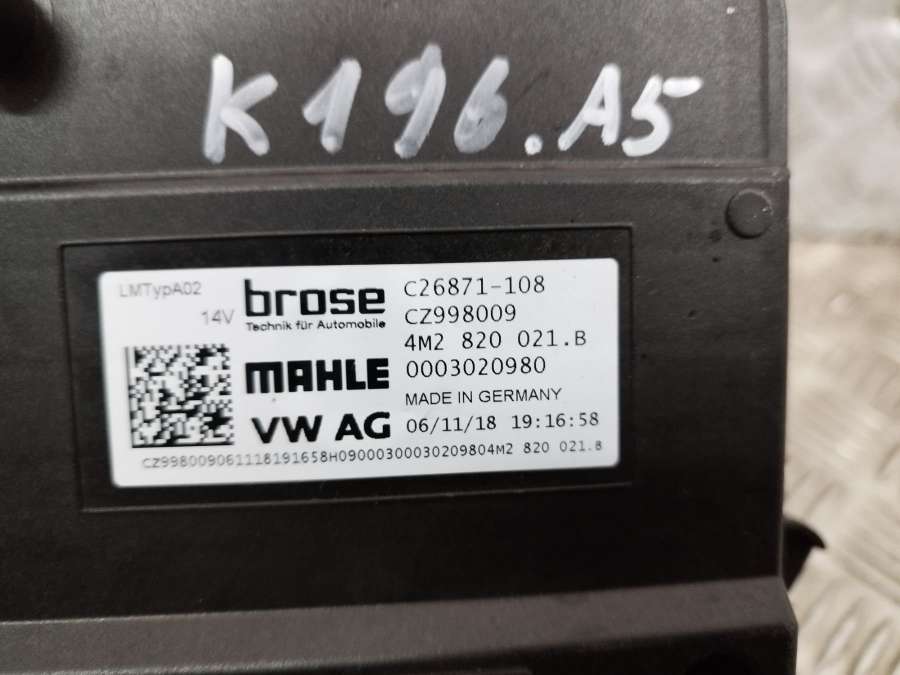 K196.A5
LMTypA02
14V
brose
Technik für Automobile
C26871-108
CZ998009
4M2 820 021.B
MAHLE
0003020980
MADE IN GERMANY
VW AG
06/11/18 19:16:58
CZ998009061118191658H09000300030209804M2 820 021.B